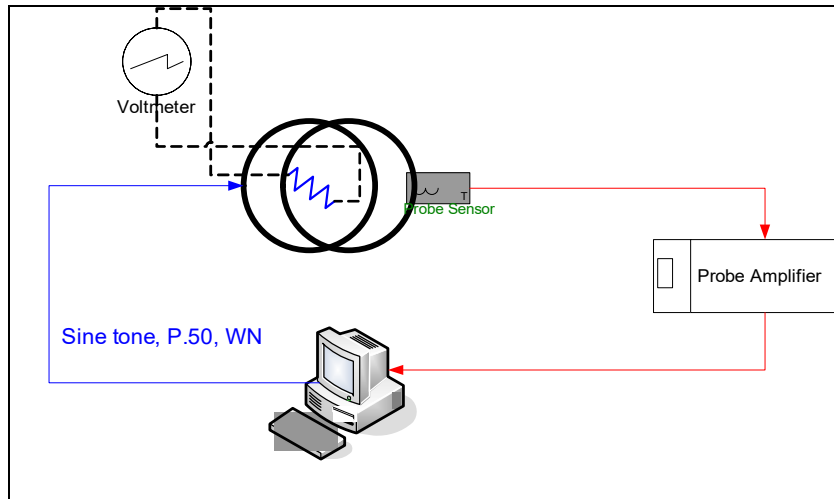 Voltmeter
T
Probe Sensor
Probe Amplifier
Sine tone, P.50, WN